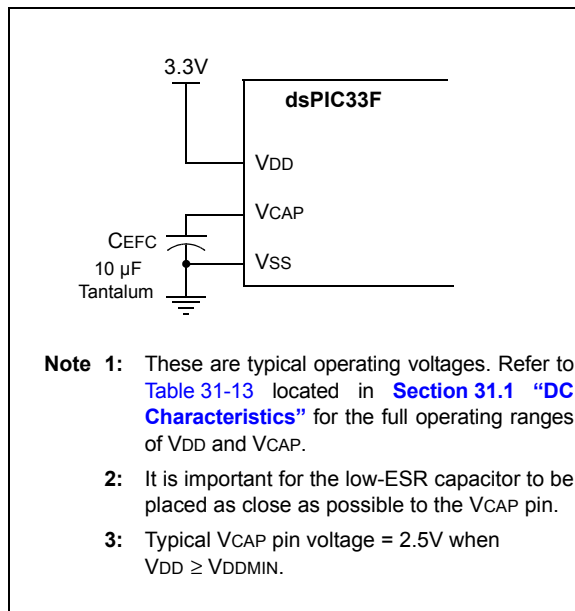 3.3V
dsPIC33F
VDD
VCAP
CEFC
VSS
10 µF
Tantalum
Note 1: These are typical operating voltages. Refer to
Table 31-13 located in Section 31.1 “DC
Characteristics” for the full operating ranges
of VDD and VCAP.
2: It is important for the low-ESR capacitor to be
placed as close as possible to the VCAP pin.
3: Typical VCAP pin voltage = 2.5V when
VDD ≥ VDDMIN.